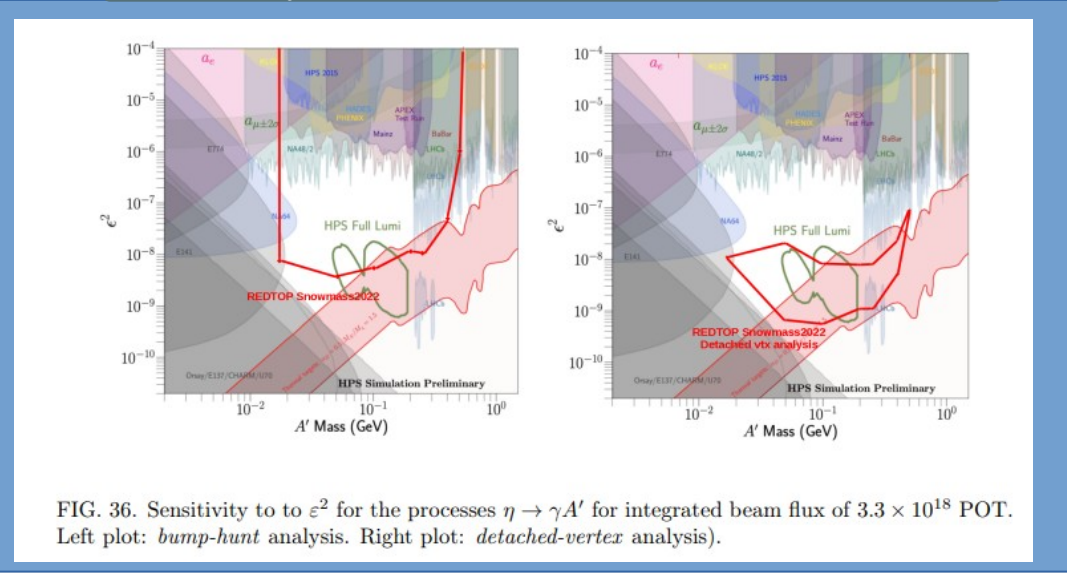 10⁻⁴
10⁻⁵
10⁻⁶
10⁻⁷
10⁻⁸
10⁻⁹
10⁻¹⁰
ϵ²
aₑ
HPS 2015
HADES
PHENIX
APEX
Test Run
a_μ±2σ
E774
NA48/2
Mainz
BaBar
LHCb
LHCb
NA64
HPS Full Lumi
E141
REDTOP Snowmass2022
LHCb
Orsay/E137/CHARM/U70
HPS Simulation Preliminary
10⁻² 10⁻¹ 10⁰
A′ Mass (GeV)
10⁻⁴
10⁻⁵
10⁻⁶
10⁻⁷
10⁻⁸
10⁻⁹
10⁻¹⁰
ϵ²
aₑ
HPS 2015
HADES
PHENIX
APEX
Test Run
a_μ±2σ
E774
NA48/2
Mainz
BaBar
LHCb
LHCb
NA64
HPS Full Lumi
E141
LHCb
REDTOP Snowmass2022
Detached vtx analysis
Orsay/E137/CHARM/U70
HPS Simulation Preliminary
10⁻² 10⁻¹ 10⁰
A′ Mass (GeV)
FIG. 36. Sensitivity to to ε² for the processes η → γA′ for integrated beam flux of 3.3 × 10¹⁸ POT.
Left plot: bump-hunt analysis. Right plot: detached-vertex analysis).